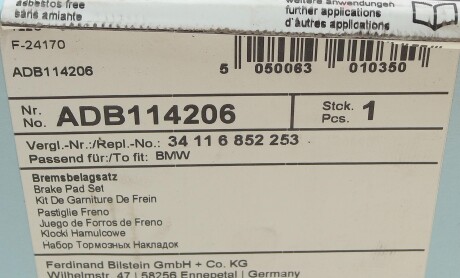 asbestos free
sans amiante
weitere Anwendungen
further applications
d'autres applications
F-24170
ADB114206
5 050063 010350
Nr.
No. ADB114206
Stck.
Pcs. 1
Vergl.-Nr.:/Repl.-No.: 34 11 6 852 253
Passend für:/To fit: BMW
Bremsbelagsatz
Brake Pad Set
Kit De Garniture De Frein
Pastiglie Freno
Juego de Forros de Freno
Klocki Hamulcowe
Набор Тормозных Накладок
Ferdinand Bilstein GmbH + Co. KG
Wilhelmstr. 47 | 58256 Ennepetal | Germany